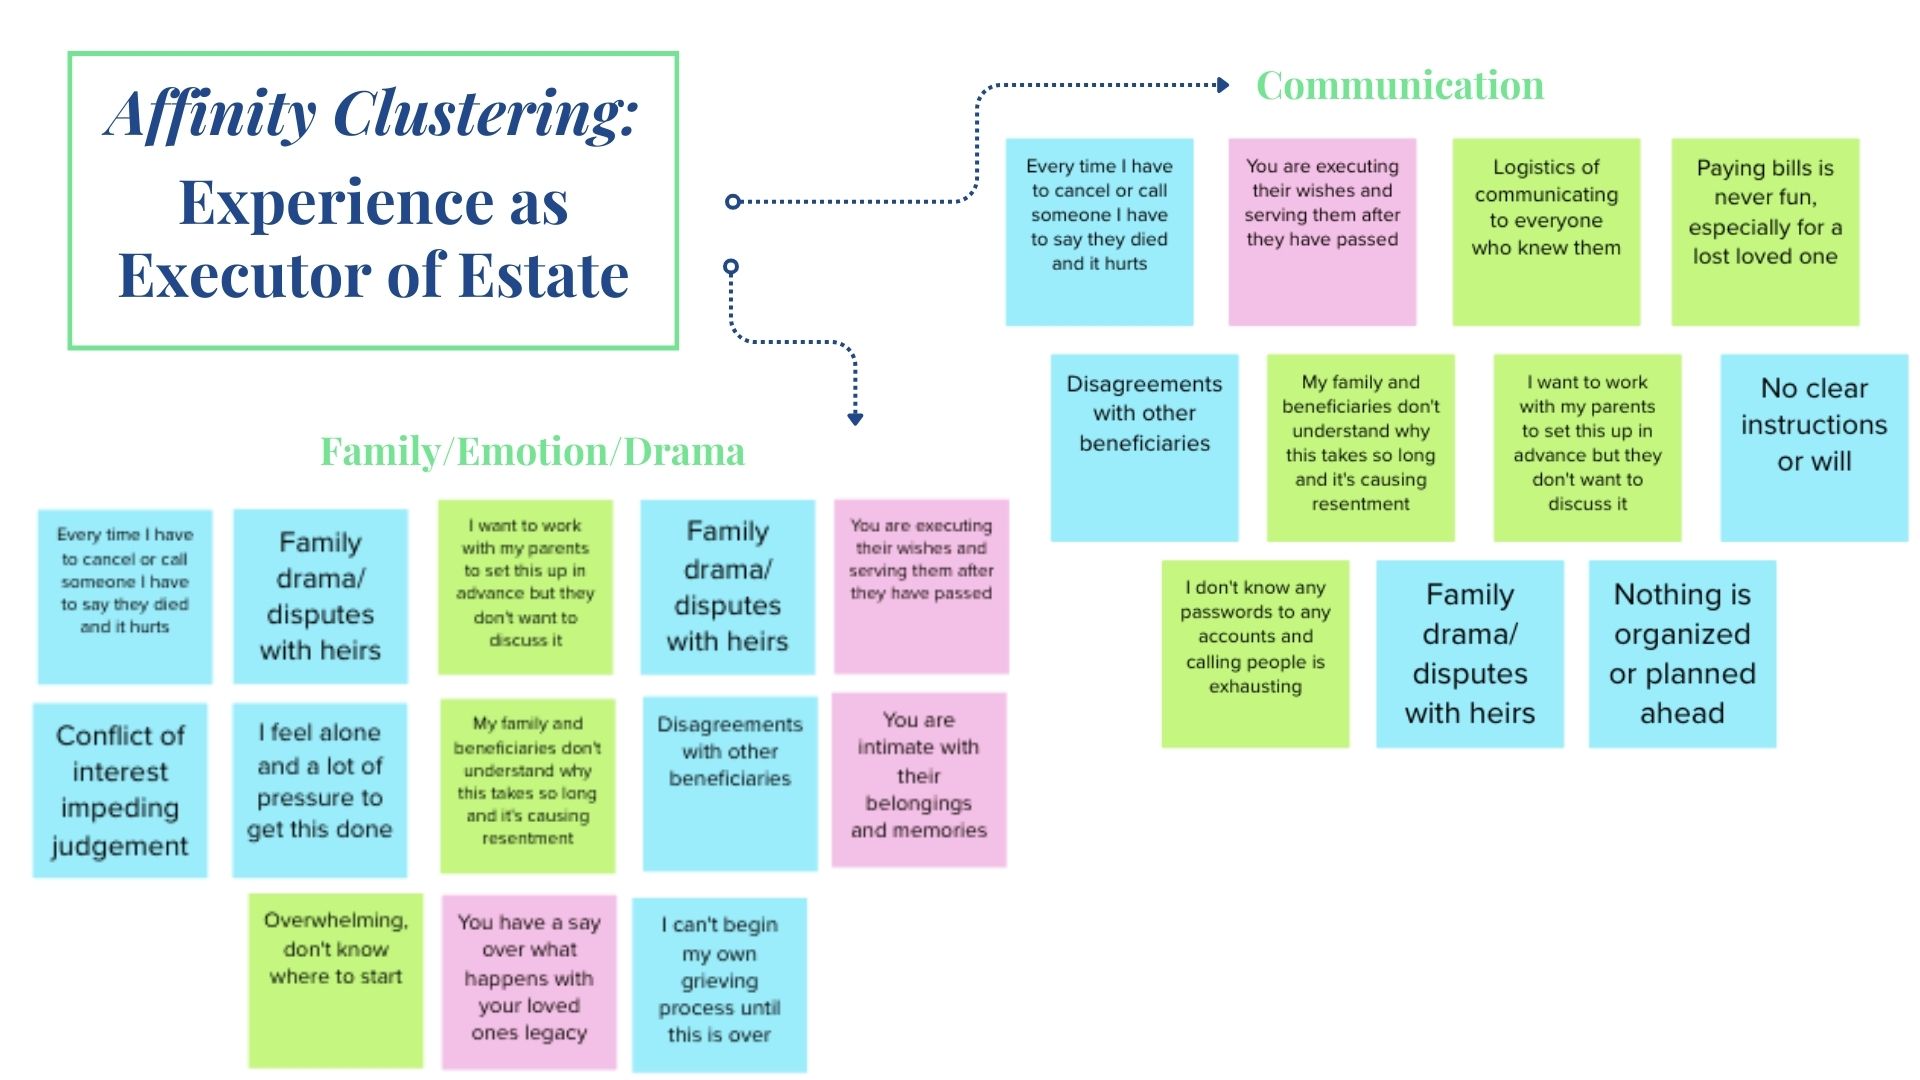 Affinity Clustering:
Experience as
Executor of Estate
Communication
Every time I have
to cancel or call
someone I have
to say they died
and it hurts
You are executing
their wishes and
serving them after
they have passed
Logistics of
communicating
to everyone
who knew them
Paying bills is
never fun,
especially for a
lost loved one
Disagreements
with other
beneficiaries
My family and
beneficiaries don't
understand why
this takes so long
and it's causing
resentment
I want to work
with my parents
to set this up in
advance but they
don't want to
discuss it
No clear
instructions
or will
I don't know any
passwords to any
accounts and
calling people is
exhausting
Family
drama/
disputes
with heirs
Nothing is
organized
or planned
ahead
Family/Emotion/Drama
Every time I have
to cancel or call
someone I have
to say they died
and it hurts
Family
drama/
disputes
with heirs
I want to work
with my parents
to set this up in
advance but they
don't want to
discuss it
Family
drama/
disputes
with heirs
You are executing
their wishes and
serving them after
they have passed
Conflict of
interest
impeding
judgement
I feel alone
and a lot of
pressure to
get this done
My family and
beneficiaries don't
understand why
this takes so long
and it's causing
resentment
Disagreements
with other
beneficiaries
You are
intimate with
their
belongings
and memories
Overwhelming,
don't know
where to start
You have a say
over what
happens with
your loved
ones legacy
I can't begin
my own
grieving
process until
this is over